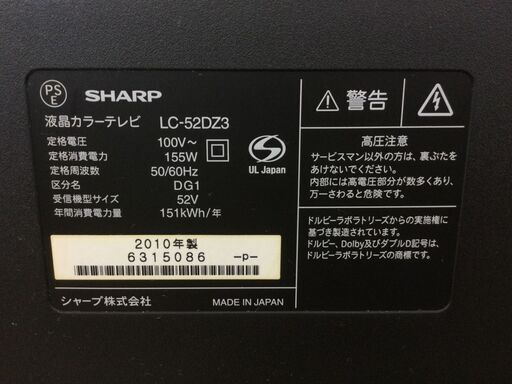 PS
E
SHARP
液晶カラーテレビ LC-52DZ3
定格電圧 100V～
定格消費電力 155W
定格周波数 50/60Hz
区分名 DG1
受信機型サイズ 52V
年間消費電力量 151kWh/年
UL Japan
2010年製
6315086 -P-
シャープ株式会社 MADE IN JAPAN
警告
高圧注意
サービスマン以外の方は、裏ぶたを
あけないでください。
内部には高電圧部分が数多くあり、
万一さわると危険です。
ドルビーラボラトリーズからの実施権に
基づき製造されています。
ドルビー、Dolby及びダブルD記号は、
ドルビーラボラトリーズの商標です。